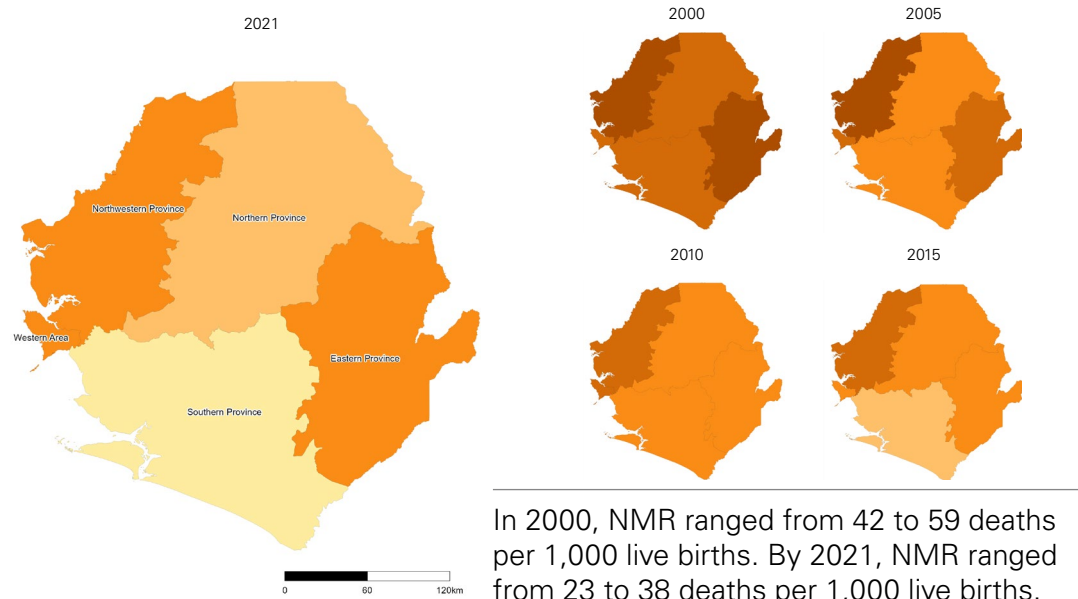 2021
Northwestern Province
Northern Province
Western Area
Eastern Province
Southern Province
0 60 120km
2000 2005
2010 2015
In 2000, NMR ranged from 42 to 59 deaths
per 1,000 live births. By 2021, NMR ranged
from 23 to 38 deaths per 1,000 live births.